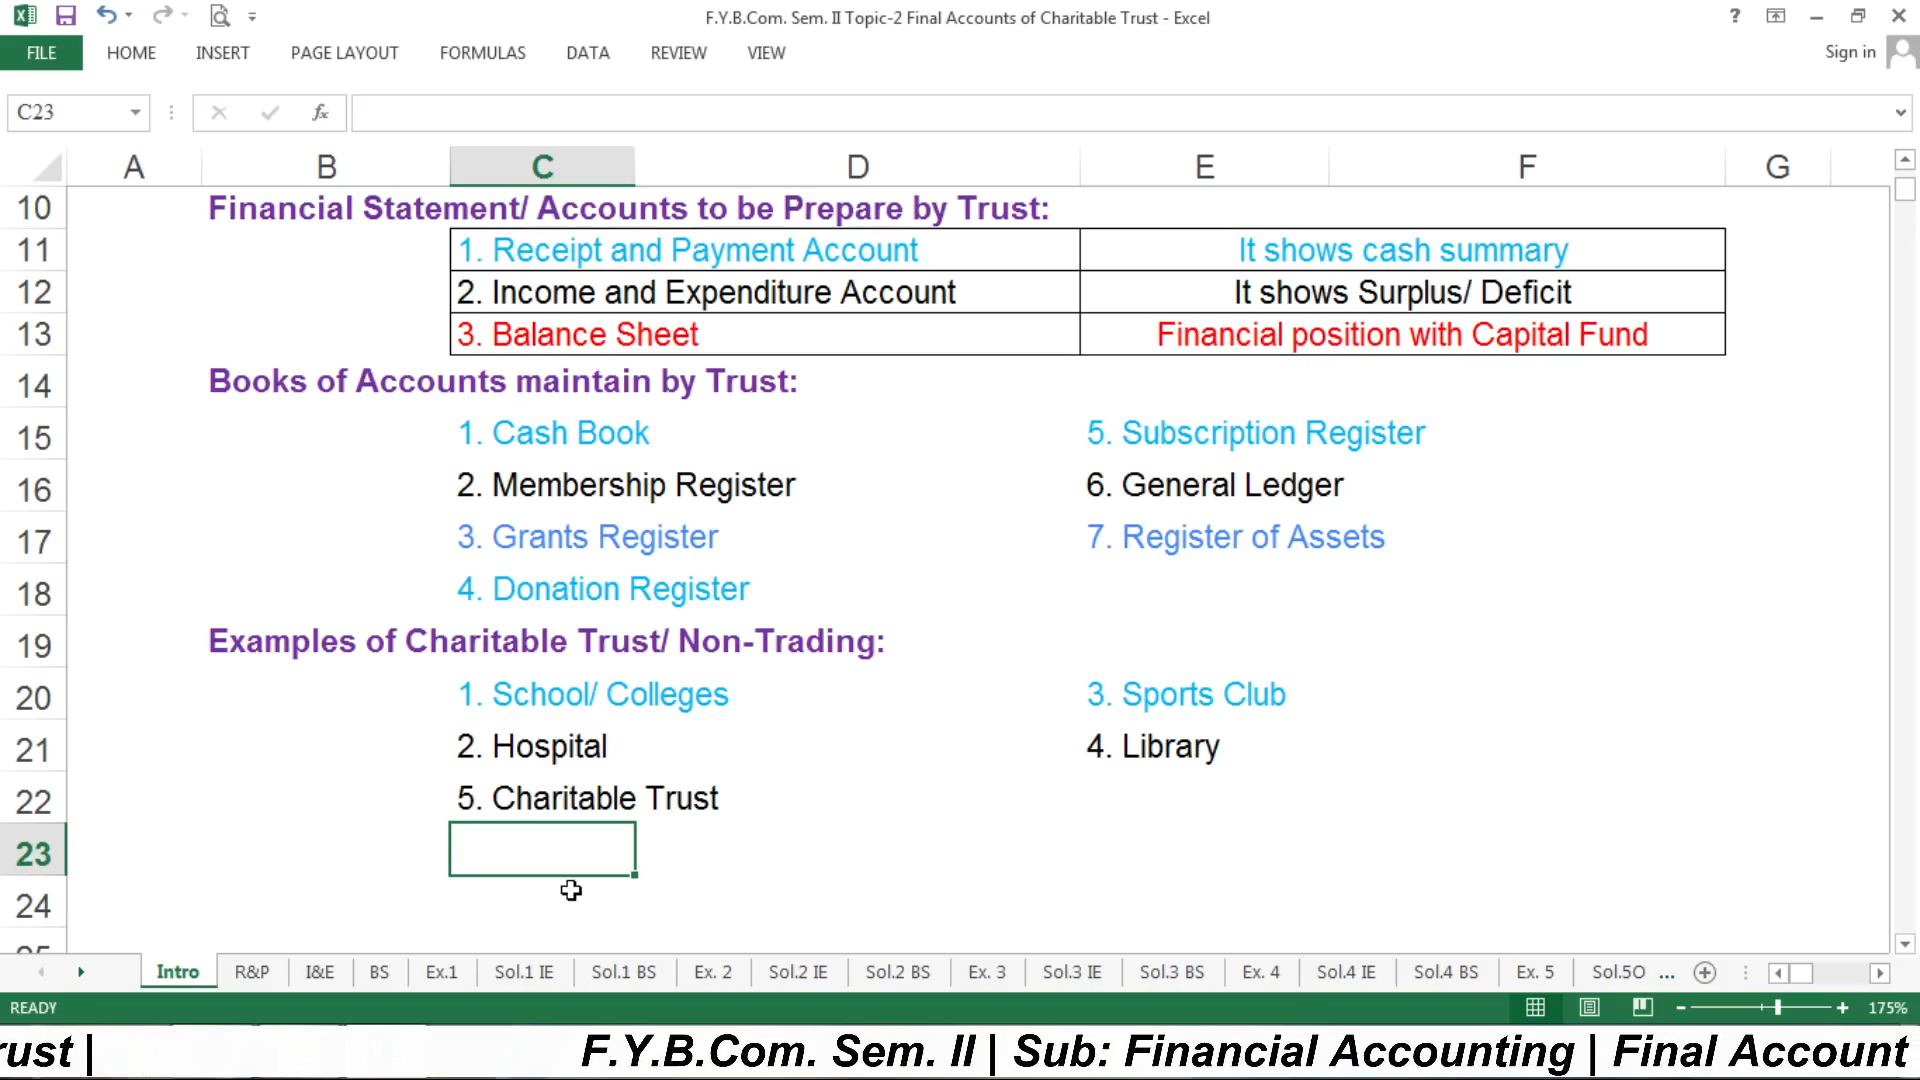 F.Y.B.Com. Sem. II Topic-2 Final Accounts of Charitable Trust - Excel
?
FILE HOME INSERT PAGE LAYOUT FORMULAS DATA REVIEW VIEW Sign in
C23 fx
A B C D E F G
10 Financial Statement/ Accounts to be Prepare by Trust:
11 1. Receipt and Payment Account It shows cash summary
12 2. Income and Expenditure Account It shows Surplus/ Deficit
13 3. Balance Sheet Financial position with Capital Fund
14 Books of Accounts maintain by Trust:
15 1. Cash Book 5. Subscription Register
16 2. Membership Register 6. General Ledger
17 3. Grants Register 7. Register of Assets
18 4. Donation Register
19 Examples of Charitable Trust/ Non-Trading:
20 1. School/ Colleges 3. Sports Club
21 2. Hospital 4. Library
22 5. Charitable Trust
23
24
Intro R&P I&E BS Ex.1 Sol.1 IE Sol.1 BS Ex. 2 Sol.2 IE Sol.2 BS Ex. 3 Sol.3 IE Sol.3 BS Ex. 4 Sol.4 IE Sol.4 BS Ex. 5 Sol.5O ...
READY 175%
rust | F.Y.B.Com. Sem. II | Sub: Financial Accounting | Final Account